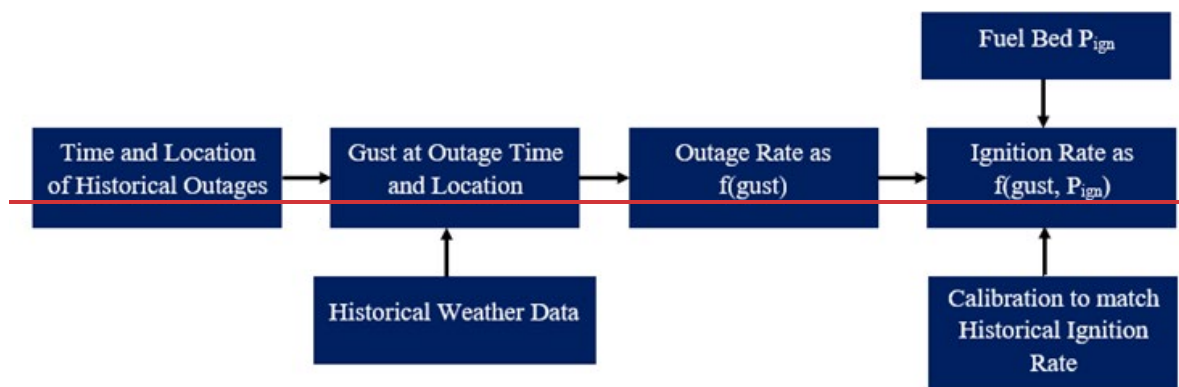 Fuel Bed Pign
Time and Location
of Historical Outages
Gust at Outage Time
and Location
Outage Rate as
f(gust)
Ignition Rate as
f(gust, Pign)
Historical Weather Data
Calibration to match
Historical Ignition
Rate